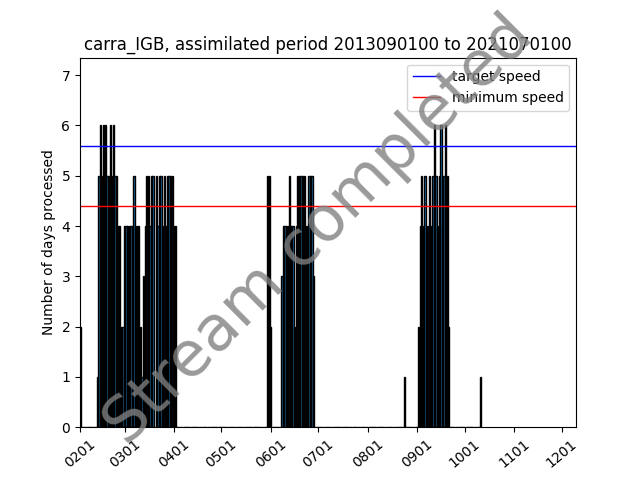 carra_IGB, assimilated period 2013090100 to 2021070100
target speed
minimum speed
Number of days processed
7
6
5
4
3
2
1
0
0201 0301 0401 0501 0601 0701 0801 0901 1001 1101 1201
Stream completed